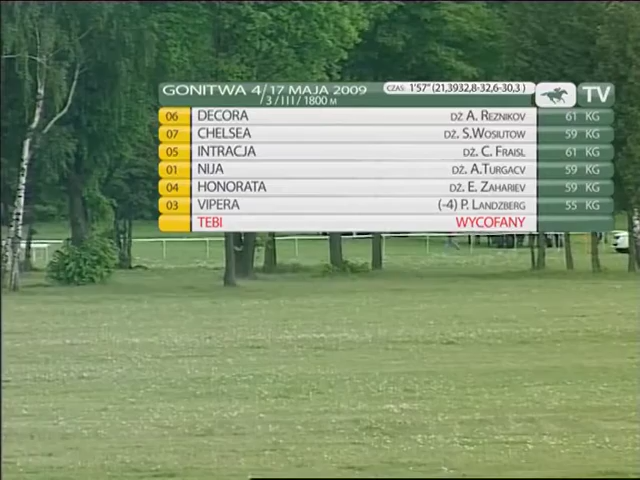 GONITWA 4/17 MAJA 2009 CZAS: 1'57" (21,3932,8-32,6-30,3) TV
/3/III/1800 M
06 DECORA DŻ A. REZNIKOV 61 KG
07 CHELSEA DŻ. S.WOSIUTOW 59 KG
05 INTRACJA DŻ. C. FRAISL 61 KG
01 NIJA DŻ. A.TURGACV 59 KG
04 HONORATA DŻ. E. ZAHARIEV 59 KG
03 VIPERA (-4) P. LANDZBERG 55 KG
TEBI WYCOFANY